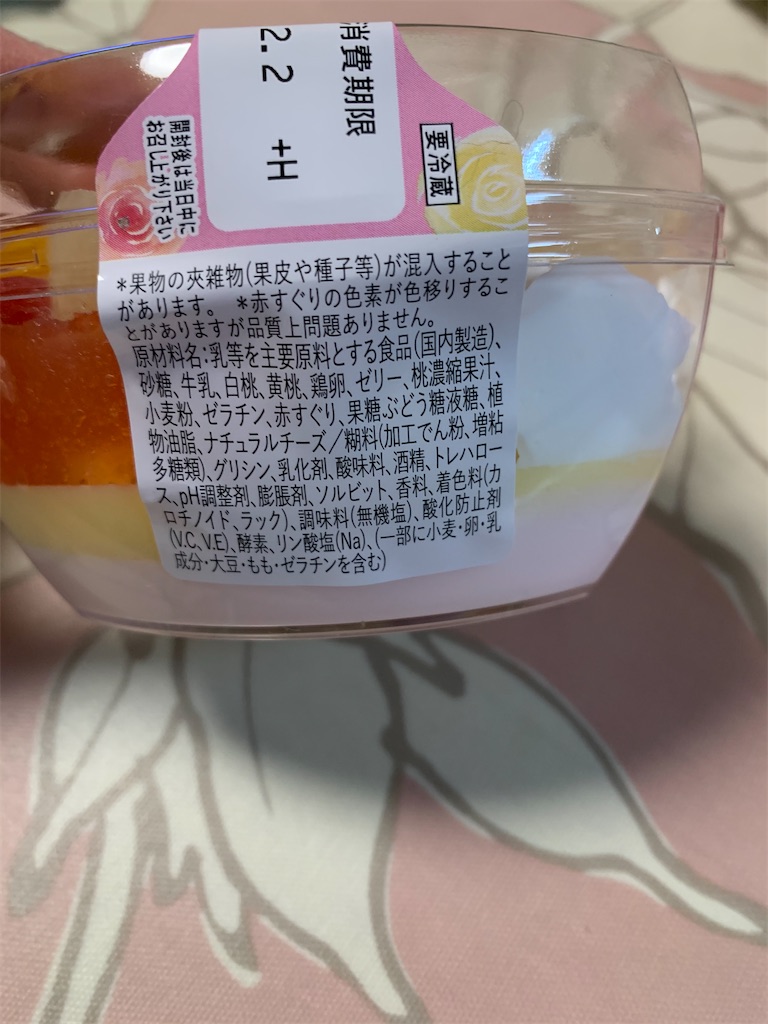 消費期限
2.2 +H
要冷蔵
開封後は当日中に
お召し上がり下さい
*果物の夾雑物(果皮や種子等)が混入すること
があります。 *赤すぐりの色素が色移りするこ
とがありますが品質上問題ありません。
原材料名:乳等を主要原料とする食品(国内製造)、
砂糖、牛乳、白桃、黄桃、鶏卵、ゼリー、桃濃縮果汁、
小麦粉、ゼラチン、赤すぐり、果糖ぶどう糖液糖、植
物油脂、ナチュラルチーズ/糊料(加工でん粉、増粘
多糖類)、グリシン、乳化剤、酸味料、酒精、トレハロー
ス、pH調整剤、膨脹剤、ソルビット、香料、着色料(カ
ロチノイド、ラック)、調味料(無機塩)、酸化防止剤
(V.C、V.E)、酵素、リン酸塩(Na)、(一部に小麦・卵・乳
成分・大豆・もも・ゼラチンを含む)